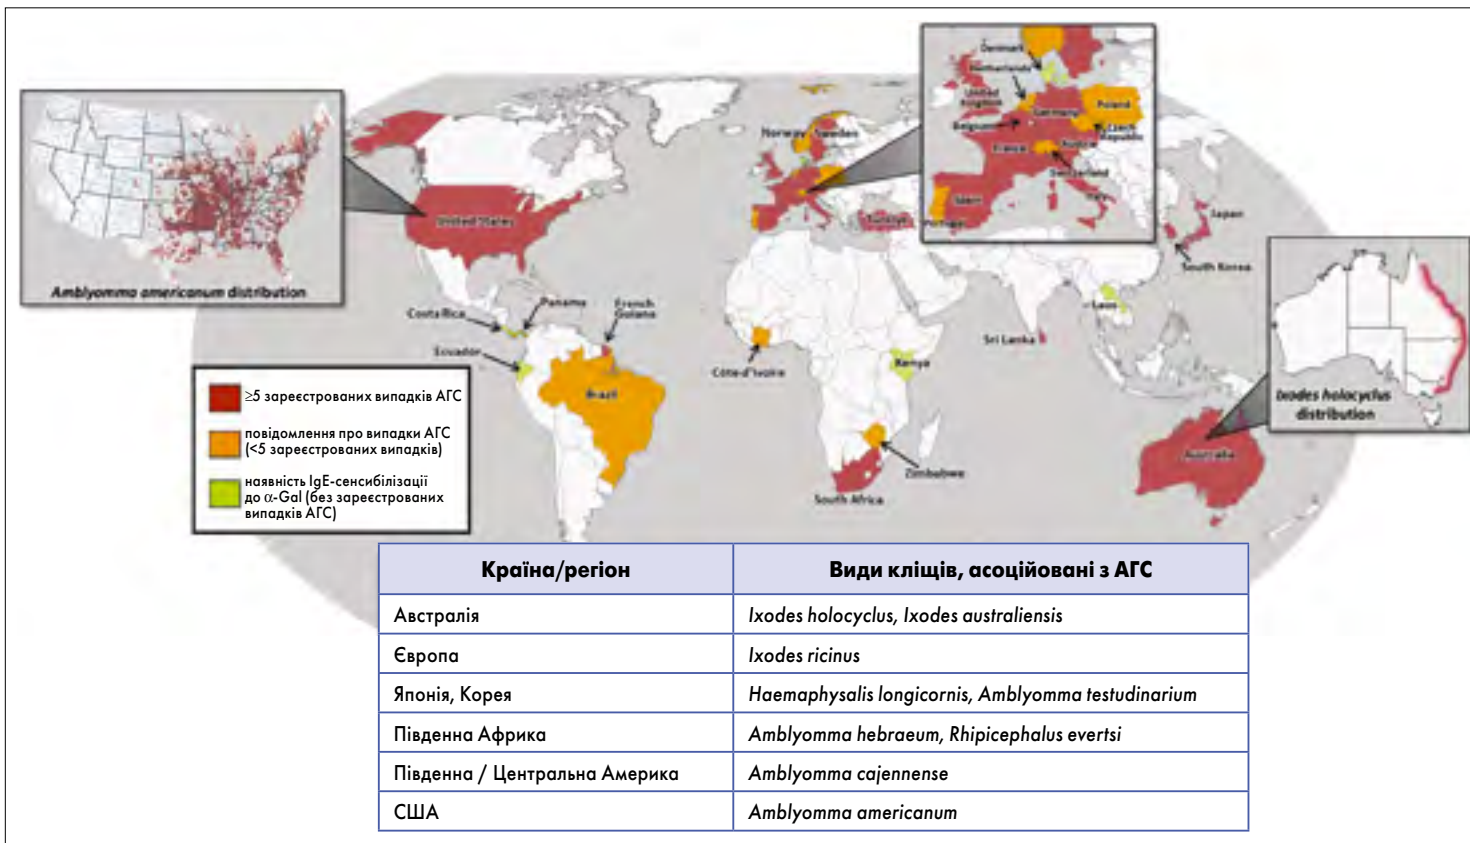 Amblyomma americanum distribution
United States
Costa Rica
Panama
French
Guiana
Ecuador
Brazil
Norway
Sweden
Türkiye
Denmark
Netherlands
United
Kingdom
Belgium
Germany
Poland
Czech
Republic
France
Austria
Switzerland
Italy
Spain
Portugal
Japan
South Korea
Laos
Sri Lanka
Côte d'Ivoire
Kenya
Zimbabwe
South Africa
Australia
Ixodes holocyclus
distribution
≥5 зареєстрованих випадків АГС
повідомлення про випадки АГС
(<5 зареєстрованих випадків)
наявність IgE-сенсибілізації
до α-Gal (без зареєстрованих
випадків АГС)
Країна/регіон Види кліщів, асоційовані з АГС
Австралія Ixodes holocyclus, Ixodes australiensis
Європа Ixodes ricinus
Японія, Корея Haemaphysalis longicornis, Amblyomma testudinarium
Південна Африка Amblyomma hebraeum, Rhipicephalus evertsi
Південна / Центральна Америка Amblyomma cajennense
США Amblyomma americanum